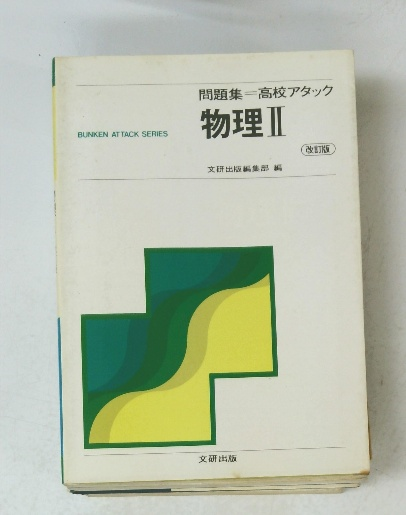 問題集=高校アタック
物理II
BUNKEN ATTACK SERIES
改訂版
文研出版編集部 編
文研出版